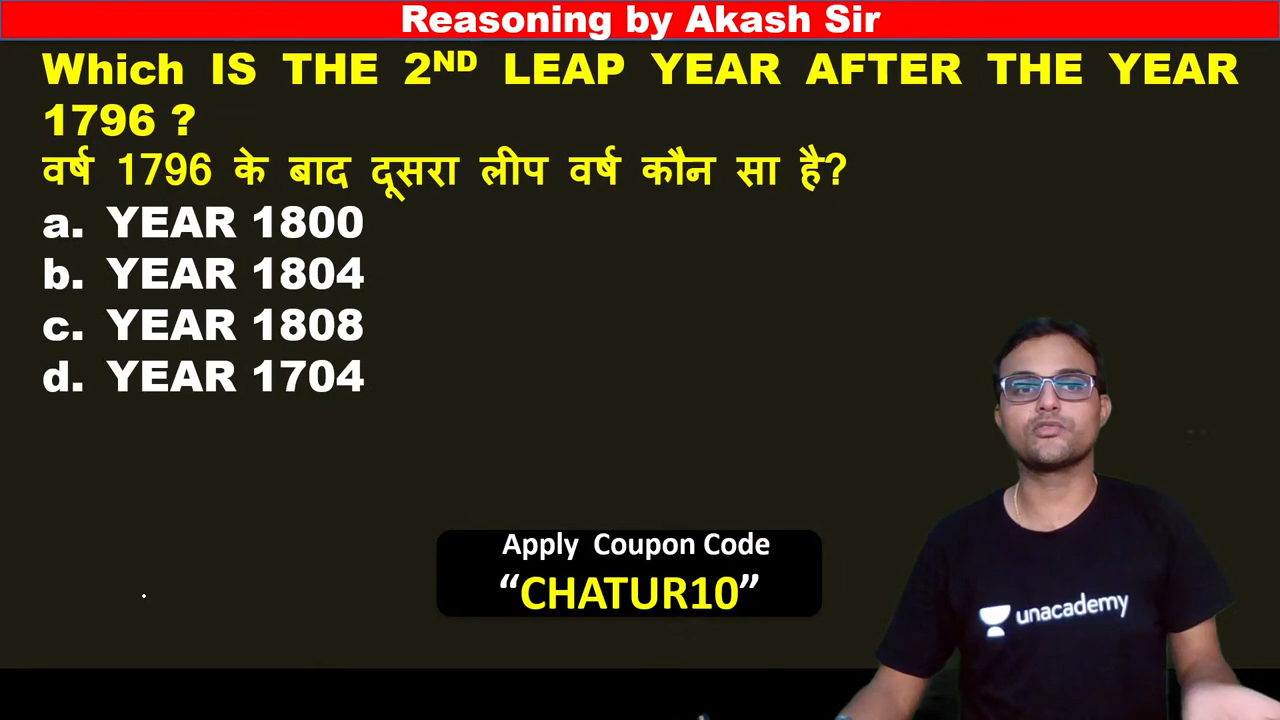 Reasoning by Akash Sir
Which IS THE 2ND LEAP YEAR AFTER THE YEAR
1796 ?
वर्ष 1796 के बाद दूसरा लीप वर्ष कौन सा है?
a. YEAR 1800
b. YEAR 1804
c. YEAR 1808
d. YEAR 1704
Apply Coupon Code
“CHATUR10”
unacademy